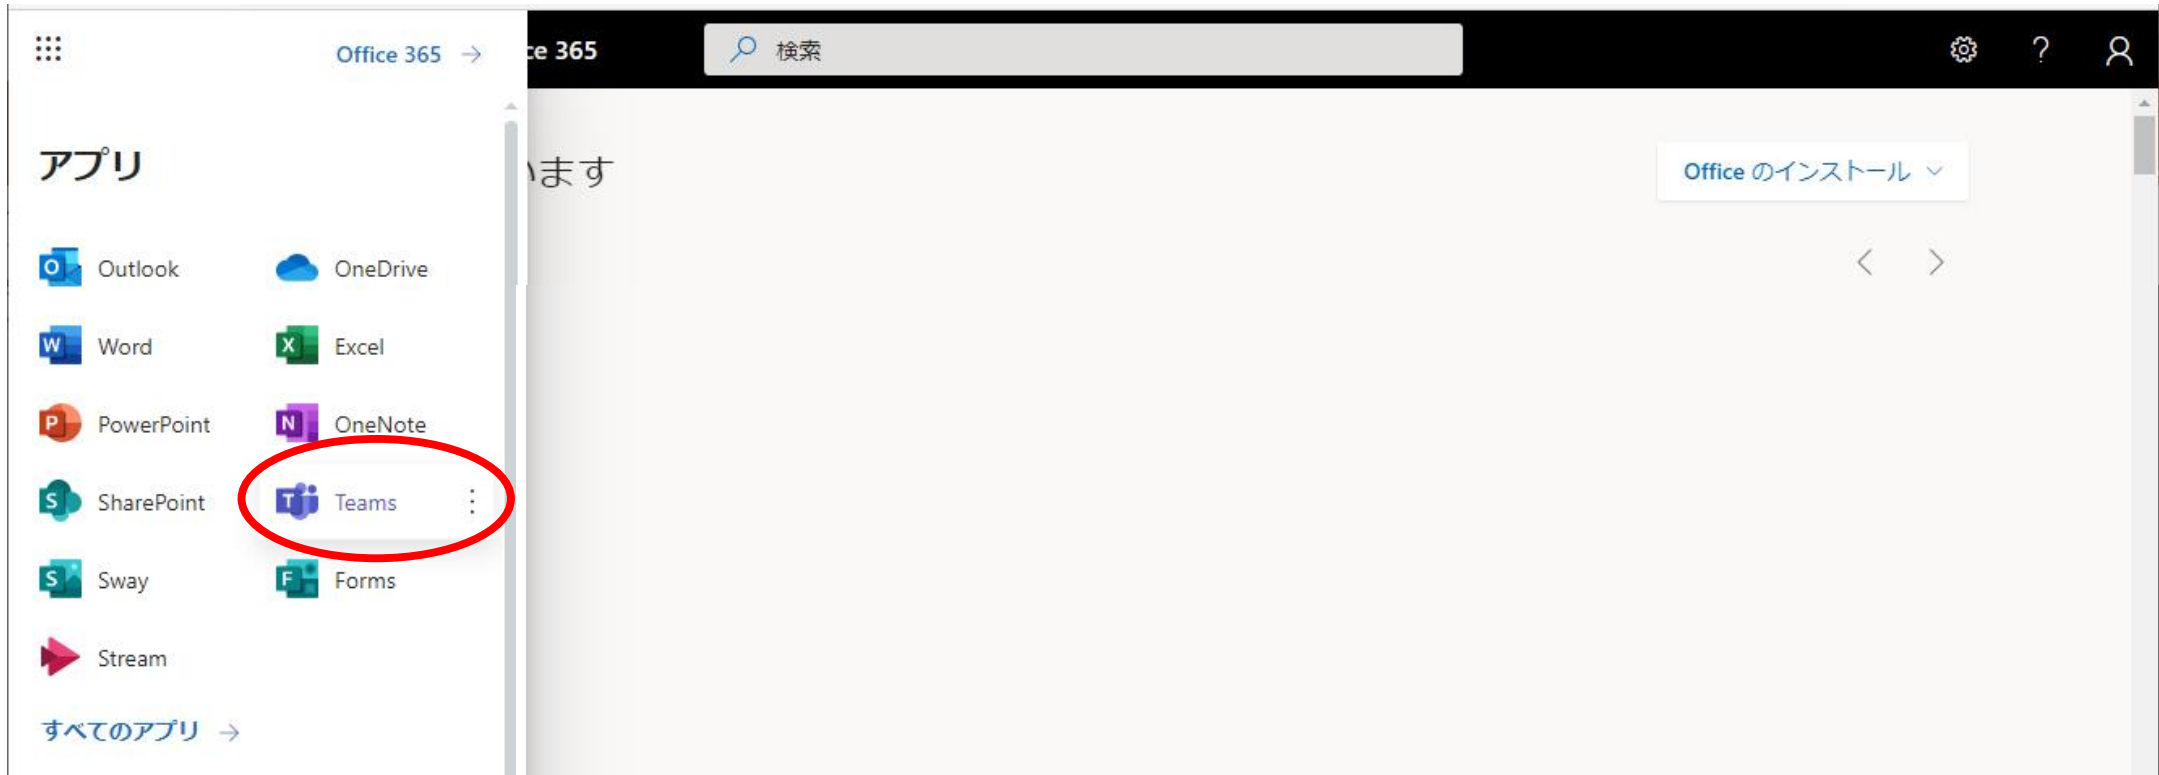 Office 365 →
ce 365
検索
アプリ
います
Office のインストール
Outlook
OneDrive
Word
Excel
PowerPoint
OneNote
SharePoint
Teams
Sway
Forms
Stream
すべてのアプリ →